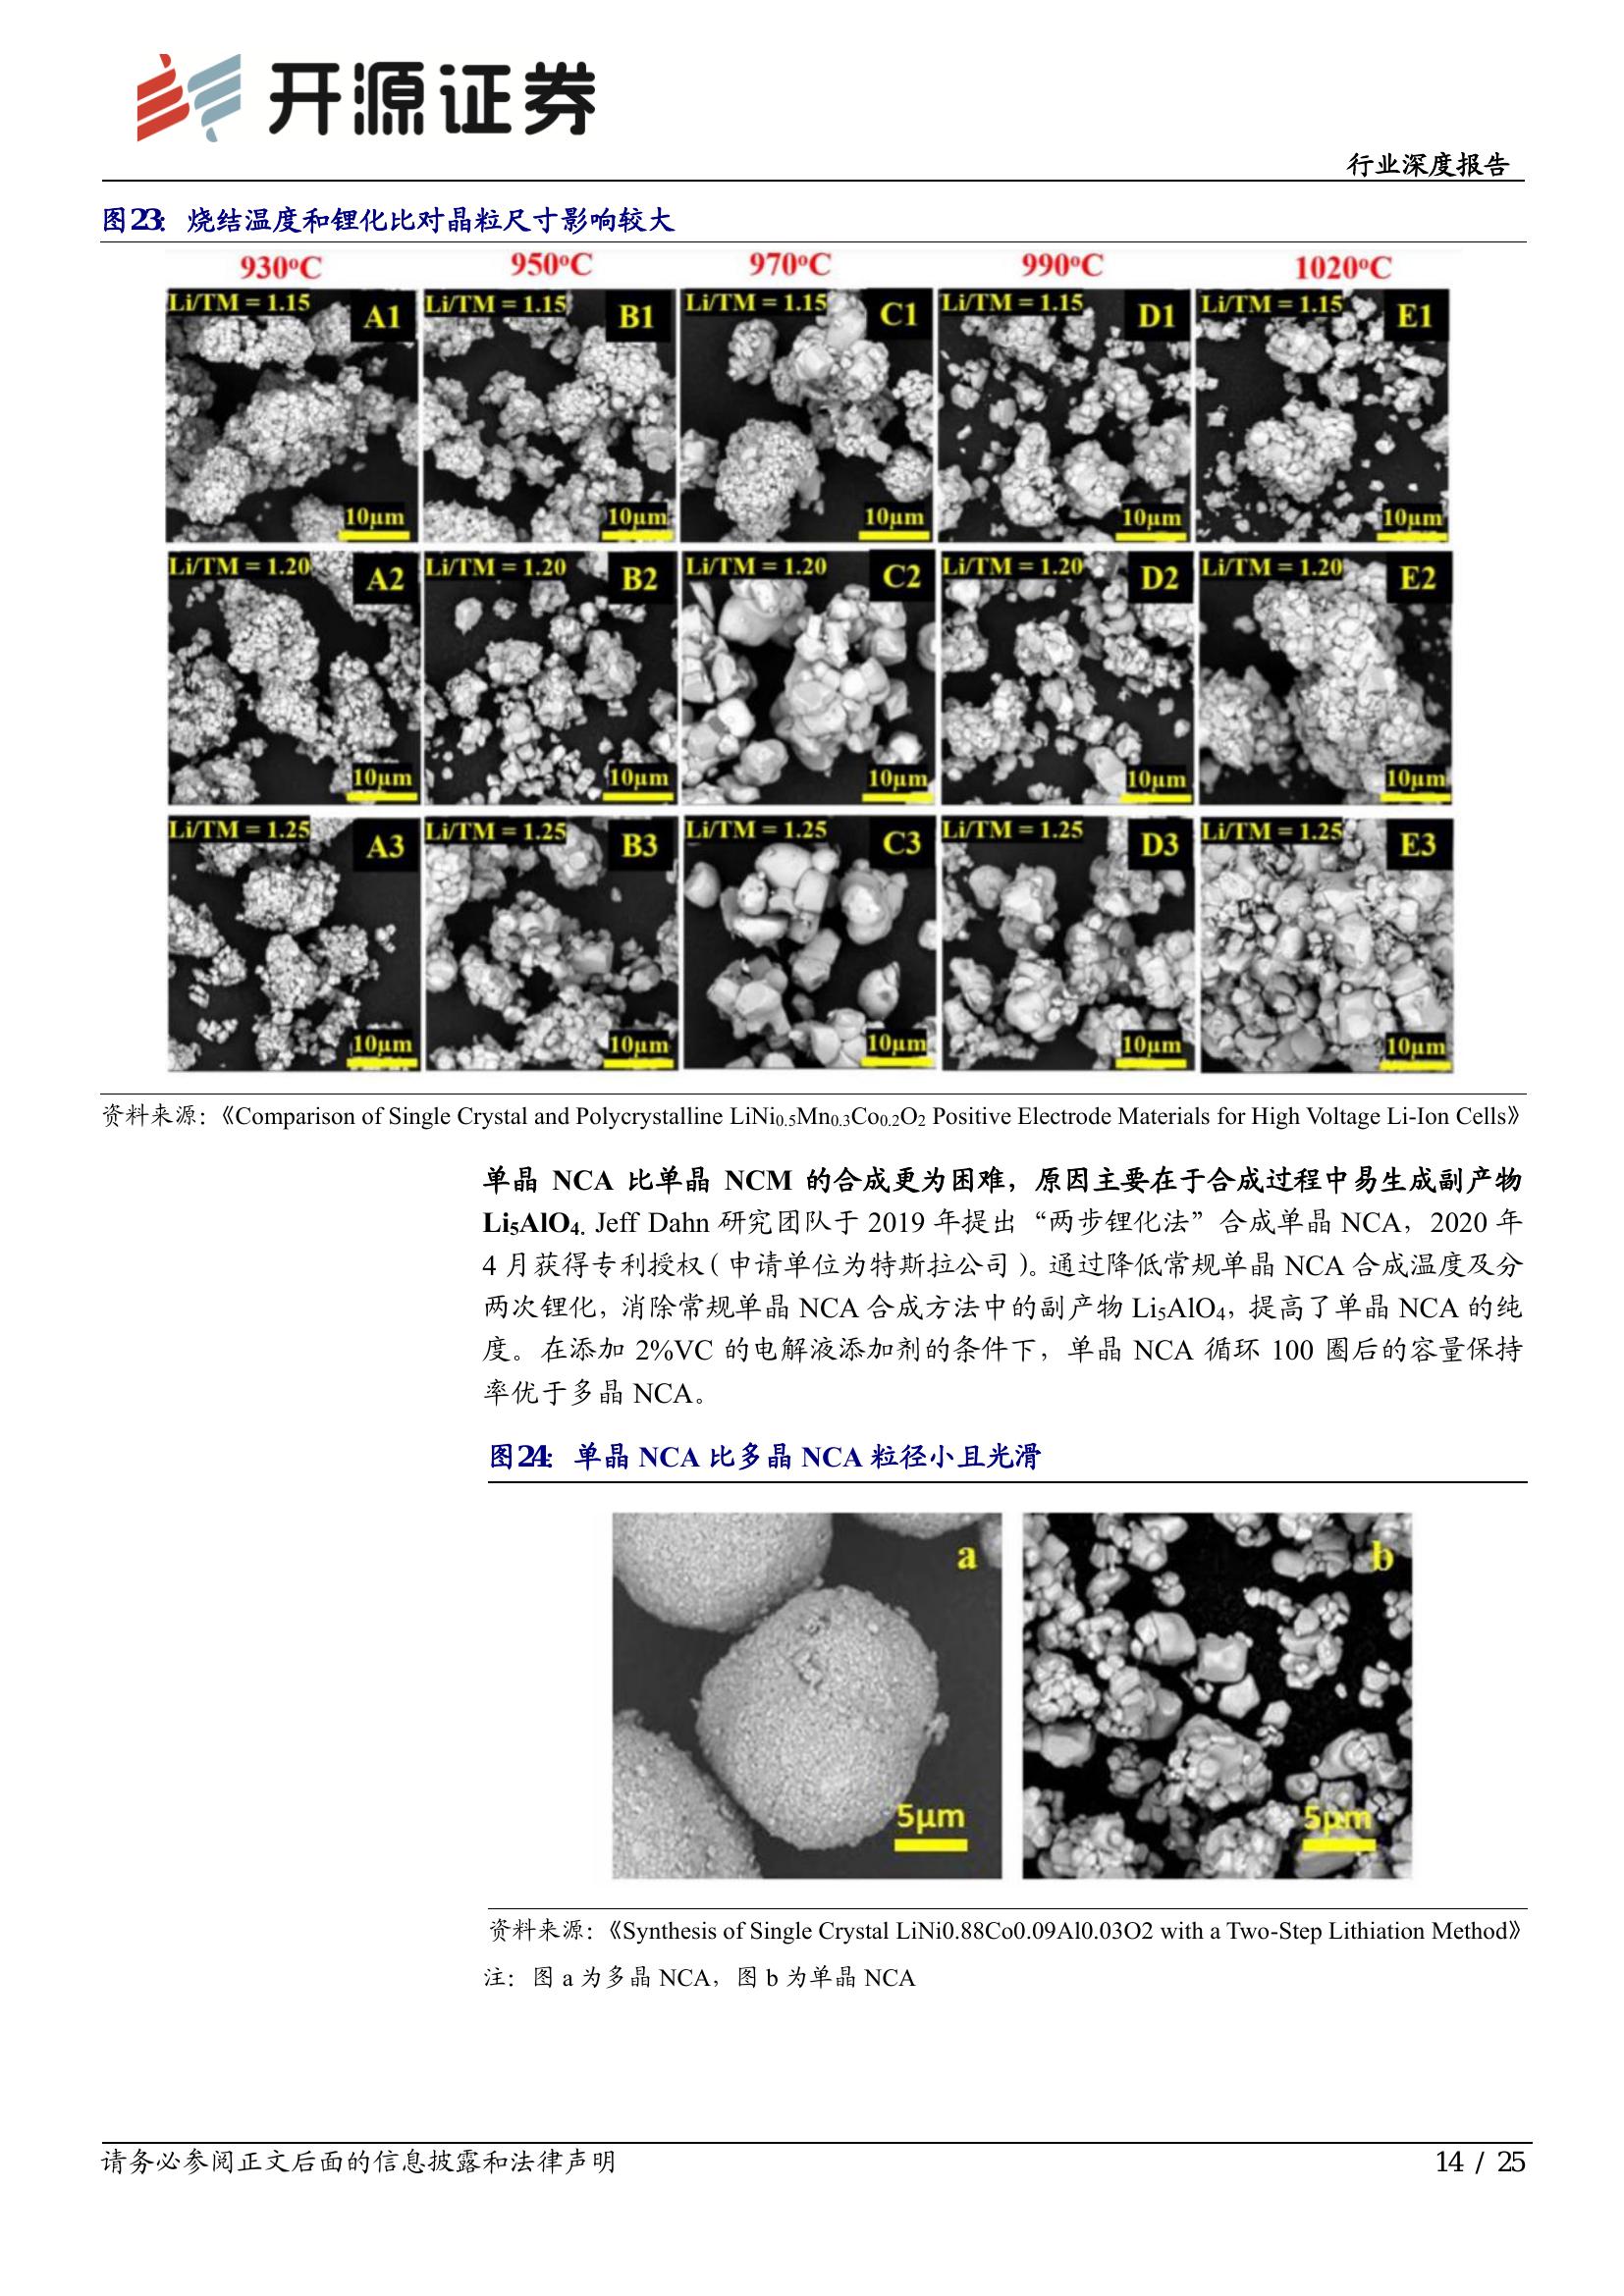 开源证券
行业深度报告
图23：烧结温度和锂化比对晶粒尺寸影响较大
930°C 950°C 970°C 990°C 1020°C
Li/TM = 1.15 A1 Li/TM = 1.15 B1 Li/TM = 1.15 C1 Li/TM = 1.15 D1 Li/TM = 1.15 E1
10μm 10μm 10μm 10μm 10μm
Li/TM = 1.20 A2 Li/TM = 1.20 B2 Li/TM = 1.20 C2 Li/TM = 1.20 D2 Li/TM = 1.20 E2
10μm 10μm 10μm 10μm 10μm
Li/TM = 1.25 A3 Li/TM = 1.25 B3 Li/TM = 1.25 C3 Li/TM = 1.25 D3 Li/TM = 1.25 E3
10μm 10μm 10μm 10μm 10μm
资料来源：《Comparison of Single Crystal and Polycrystalline LiNi₀.₅Mn₀.₃Co₀.₂O₂ Positive Electrode Materials for High Voltage Li-Ion Cells》
单晶 NCA 比单晶 NCM 的合成更为困难，原因主要在于合成过程中易生成副产物
Li₅AlO₄. Jeff Dahn 研究团队于 2019 年提出“两步锂化法”合成单晶 NCA，2020 年
4 月获得专利授权（申请单位为特斯拉公司）。通过降低常规单晶 NCA 合成温度及分
两次锂化，消除常规单晶 NCA 合成方法中的副产物 Li₅AlO₄，提高了单晶 NCA 的纯
度。在添加 2%VC 的电解液添加剂的条件下，单晶 NCA 循环 100 圈后的容量保持
率优于多晶 NCA。
图24：单晶 NCA 比多晶 NCA 粒径小且光滑
a b
5μm 5μm
资料来源：《Synthesis of Single Crystal LiNi0.88Co0.09Al0.03O2 with a Two-Step Lithiation Method》
注：图 a 为多晶 NCA，图 b 为单晶 NCA
请务必参阅正文后面的信息披露和法律声明 14 / 25